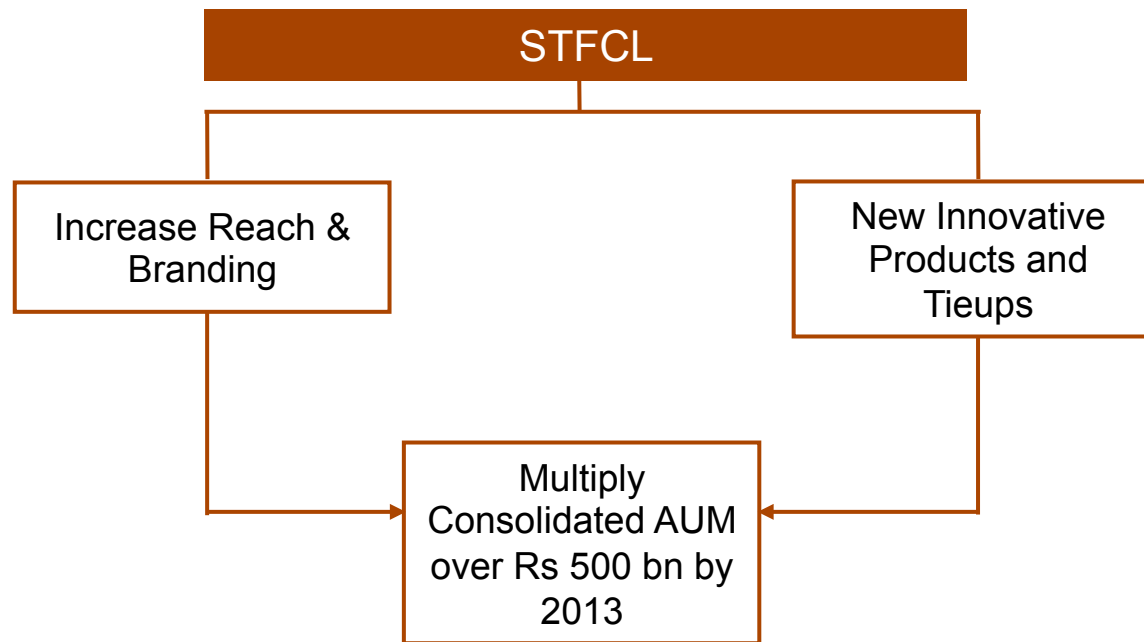 STFCL
Increase Reach &
Branding
New Innovative
Products and
Tieups
Multiply
Consolidated AUM
over Rs 500 bn by
2013